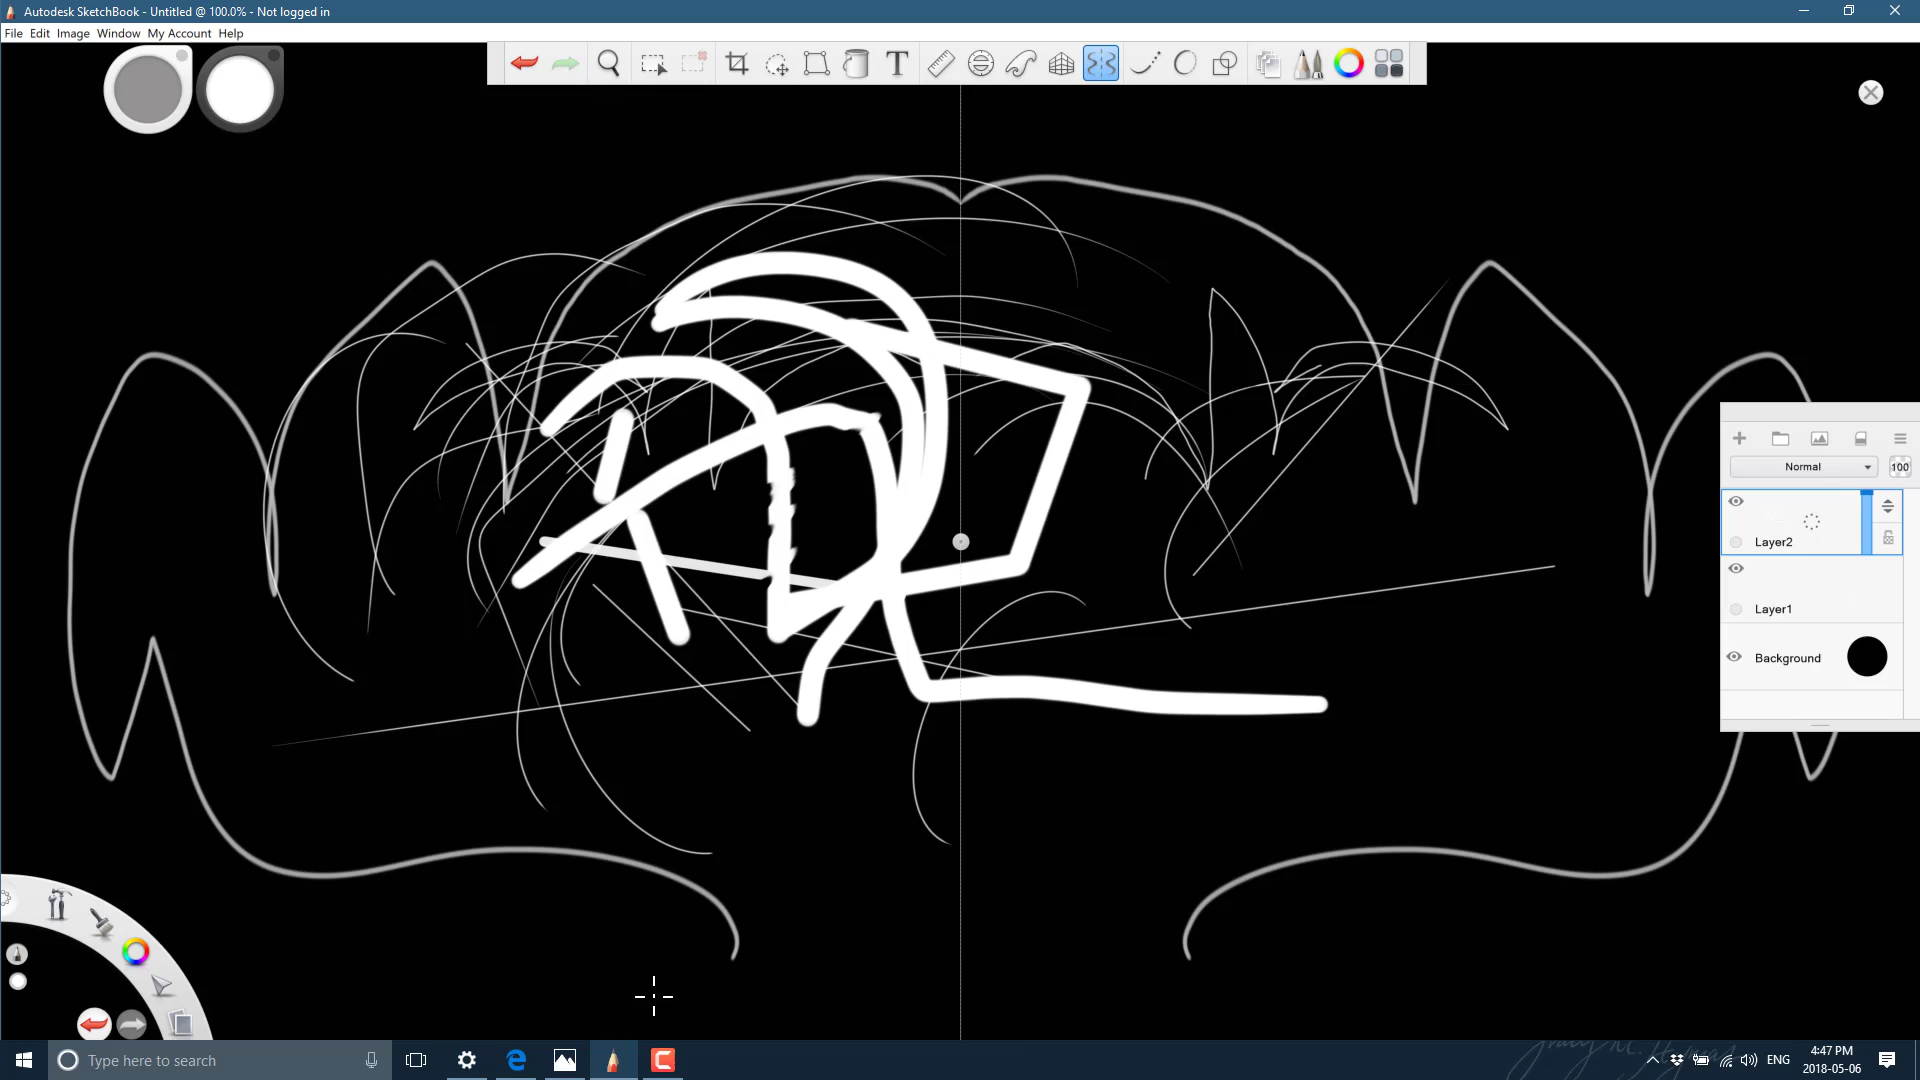 Autodesk SketchBook - Untitled @ 100.0% - Not logged in
File Edit Image Window My Account Help
T
Normal 100
Layer2
Layer1
Background
Type here to search
ENG
4:47 PM
2018-05-06